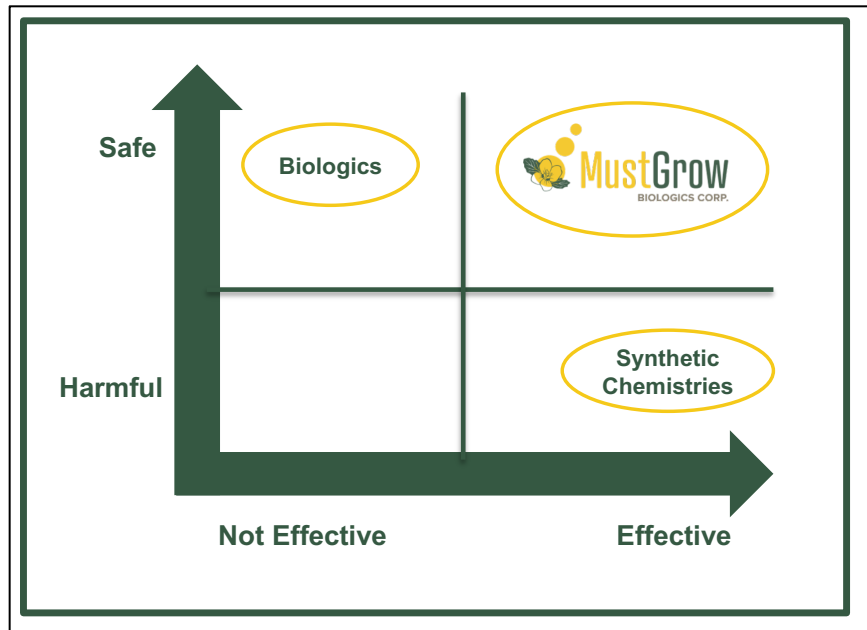 Safe
Biologics
MustGrow
BIOLOGICS CORP.
Harmful
Synthetic
Chemistries
Not Effective
Effective